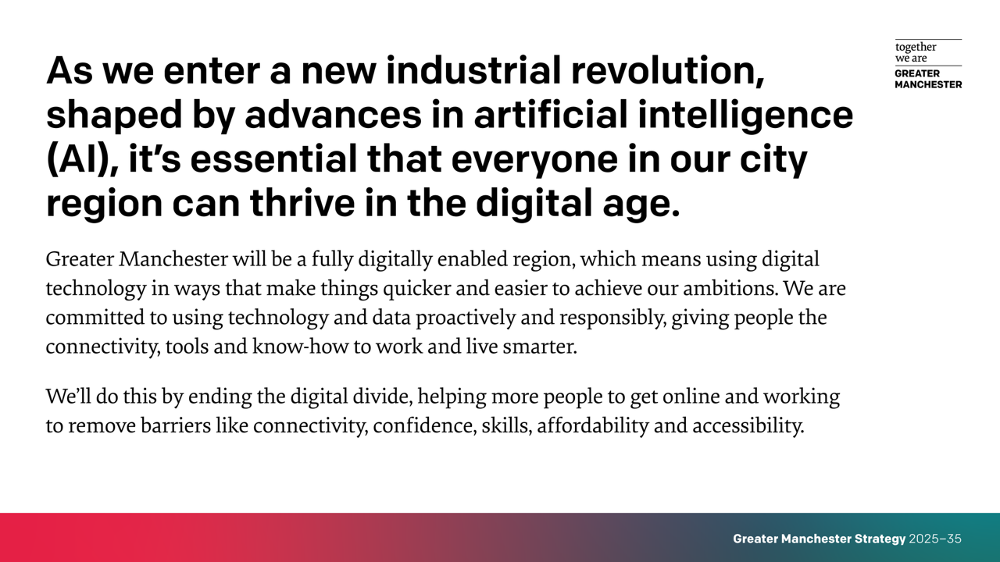 As we enter a new industrial revolution,
shaped by advances in artificial intelligence
(AI), it’s essential that everyone in our city
region can thrive in the digital age.
together
we are
GREATER
MANCHESTER
Greater Manchester will be a fully digitally enabled region, which means using digital
technology in ways that make things quicker and easier to achieve our ambitions. We are
committed to using technology and data proactively and responsibly, giving people the
connectivity, tools and know-how to work and live smarter.
We’ll do this by ending the digital divide, helping more people to get online and working
to remove barriers like connectivity, confidence, skills, affordability and accessibility.
Greater Manchester Strategy 2025–35